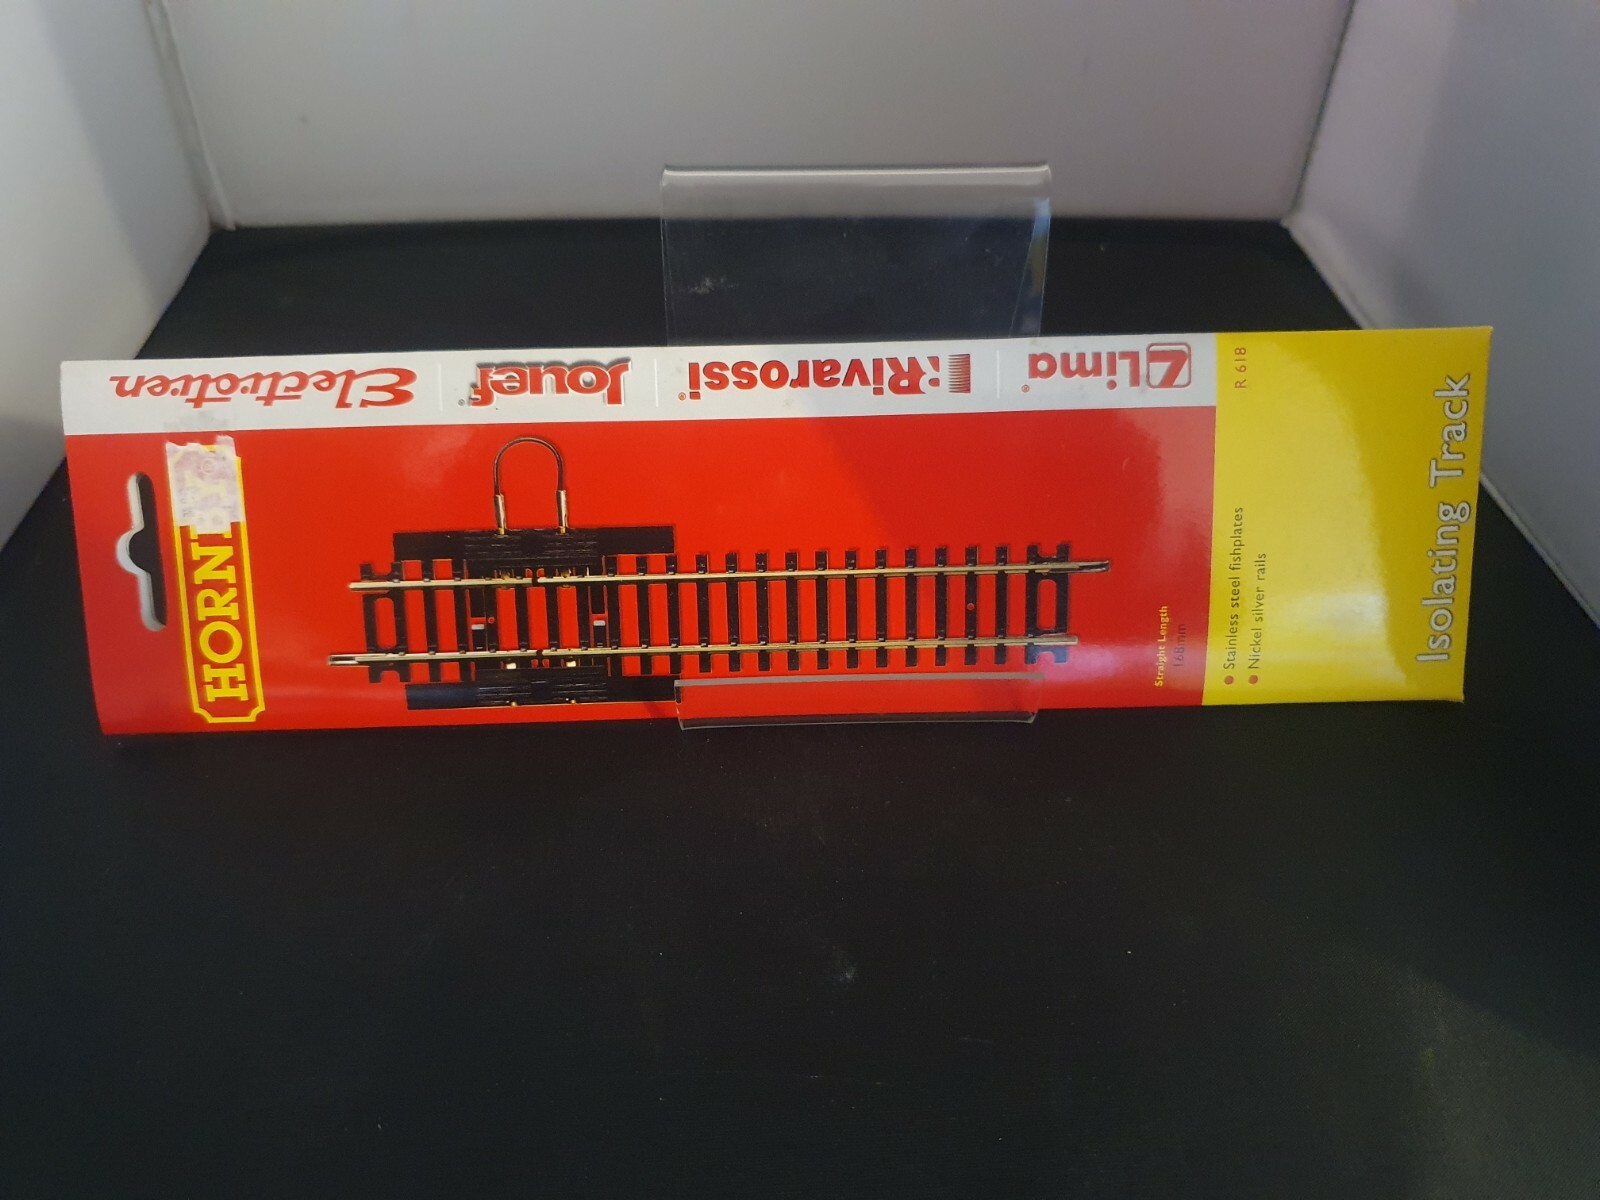 HORNBY
Electrotren
Jouef®
Rivarossi®
Lima®
Straight Length
168mm
R 618
• Stainless steel fishplates
• Nickel silver rails
Isolating Track